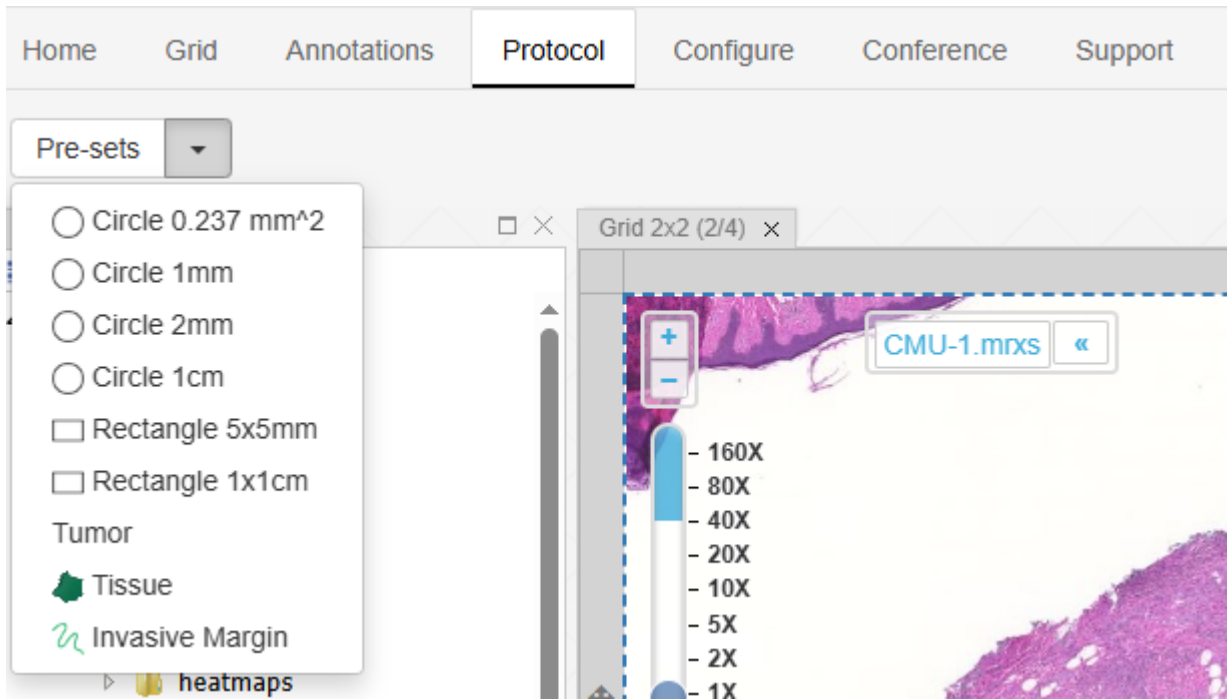 Home Grid Annotations Protocol Configure Conference Support
Pre-sets
Circle 0.237 mm^2
Circle 1mm
Circle 2mm
Circle 1cm
Rectangle 5x5mm
Rectangle 1x1cm
Tumor
Tissue
Invasive Margin
heatmaps
Grid 2x2 (2/4) ×
+
−
CMU-1.mrxs «
160X
80X
40X
20X
10X
5X
2X
1X